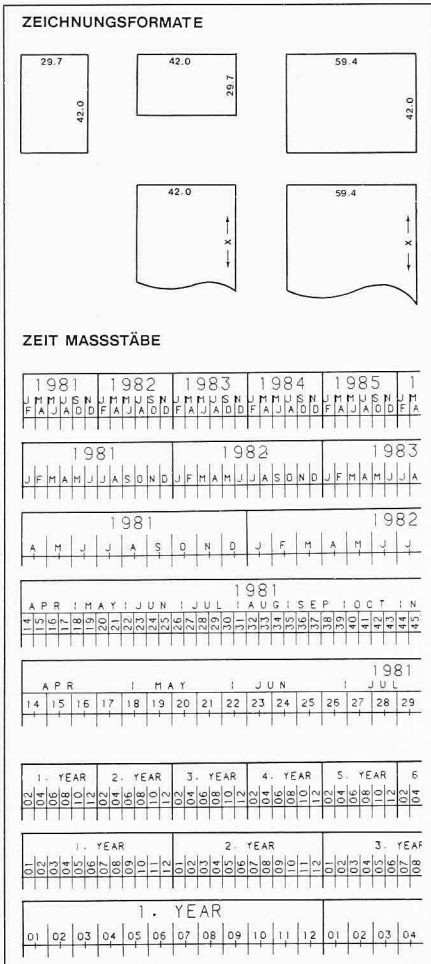 ZEICHNUNGSFORMATE
29.7 42.0 59.4
42.0 29.7 42.0
42.0 59.4
X X
ZEIT MASSSTÄBE
1981 1982 1983 1984 1985 1
J M M J S N J M M J S N J M M J S N J M M J S N J M M J S N J M
F A J A O D F A J A O D F A J A O D F A J A O D F A J A O D F A
1981 1982 1983
J F M A M J J A S O N D J F M A M J J A S O N D J F M A M J J A
1981 1982
A M J J A S O N D J F M A M J J
1981
APR MAY JUN JUL AUG SEP OCT N
14 15 16 17 18 19 20 21 22 23 24 25 26 27 28 29 30 31 32 33 34 35 36 37 38 39 40 41 42 43 44 45
1981
APR MAY JUN JUL
14 15 16 17 18 19 20 21 22 23 24 25 26 27 28 29
1. YEAR 2. YEAR 3. YEAR 4. YEAR 5. YEAR 6
02 04 06 08 10 12 02 04 06 08 10 12 02 04 06 08 10 12 02 04 06 08 10 12 02 04 06 08 10 12 02 04
1. YEAR 2. YEAR 3. YEAR
01 02 03 04 05 06 07 08 09 10 11 12 01 02 03 04 05 06 07 08 09 10 11 12 01 02 03 04 05 06 07 08
1. YEAR
01 02 03 04 05 06 07 08 09 10 11 12 01 02 03 04